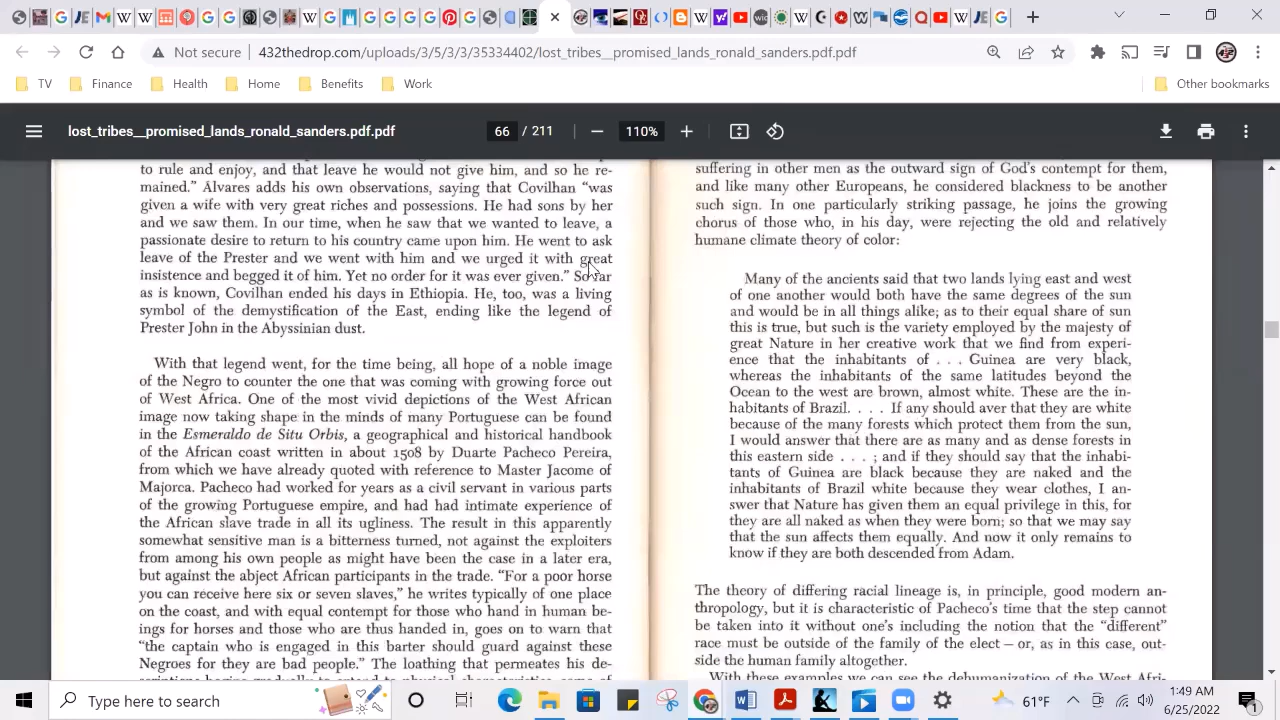 Not secure
432thedrop.com/uploads/3/5/3/3/35334402/lost_tribes__promised_lands_ronald_sanders.pdf.pdf
TV
Finance
Health
Home
Benefits
Work
Other bookmarks
lost_tribes__promised_lands_ronald_sanders.pdf.pdf
66 / 211
110%
to rule and enjoy, and that leave he would not give him, and so he re-
mained." Alvares adds his own observations, saying that Covilhan "was
given a wife with very great riches and possessions. He had sons by her
and we saw them. In our time, when he saw that we wanted to leave, a
passionate desire to return to his country came upon him. He went to ask
leave of the Prester and we went with him and we urged it with great
insistence and begged it of him. Yet no order for it was ever given." So far
as is known, Covilhan ended his days in Ethiopia. He, too, was a living
symbol of the demystification of the East, ending like the legend of
Prester John in the Abyssinian dust.
With that legend went, for the time being, all hope of a noble image
of the Negro to counter the one that was coming with growing force out
of West Africa. One of the most vivid depictions of the West African
image now taking shape in the minds of many Portuguese can be found
in the Esmeraldo de Situ Orbis, a geographical and historical handbook
of the African coast written in about 1508 by Duarte Pacheco Pereira,
from which we have already quoted with reference to Master Jacome of
Majorca. Pacheco had worked for years as a civil servant in various parts
of the growing Portuguese empire, and had had intimate experience of
the African slave trade in all its ugliness. The result in this apparently
somewhat sensitive man is a bitterness turned, not against the exploiters
from among his own people as might have been the case in a later era,
but against the abject African participants in the trade. "For a poor horse
you can receive here six or seven slaves," he writes typically of one place
on the coast, and with equal contempt for those who hand in human be-
ings for horses and those who are thus handed in, goes on to warn that
"the captain who is engaged in this barter should guard against these
Negroes for they are bad people." The loathing that permeates his de-
suffering in other men as the outward sign of God's contempt for them,
and like many other Europeans, he considered blackness to be another
such sign. In one particularly striking passage, he joins the growing
chorus of those who, in his day, were rejecting the old and relatively
humane climate theory of color:
Many of the ancients said that two lands lying east and west
of one another would both have the same degrees of the sun
and would be in all things alike; as to their equal share of sun
this is true, but such is the variety employed by the majesty of
great Nature in her creative work that we find from experi-
ence that the inhabitants of . . . Guinea are very black,
whereas the inhabitants of the same latitudes beyond the
Ocean to the west are brown, almost white. These are the in-
habitants of Brazil. . . . If any should aver that they are white
because of the many forests which protect them from the sun,
I would answer that there are as many and as dense forests in
this eastern side . . . ; and if they should say that the inhabi-
tants of Guinea are black because they are naked and the
inhabitants of Brazil white because they wear clothes, I an-
swer that Nature has given them an equal privilege in this, for
they are all naked as when they were born; so that we may say
that the sun affects them equally. And now it only remains to
know if they are both descended from Adam.
The theory of differing racial lineage is, in principle, good modern an-
thropology, but it is characteristic of Pacheco's time that the step cannot
be taken into it without one's including the notion that the "different"
race must be outside of the family of the elect — or, as in this case, out-
side the human family altogether.
With these examples we can see the dehumanization of the West Afri-
Type here to search
61°F
1:49 AM
6/25/2022